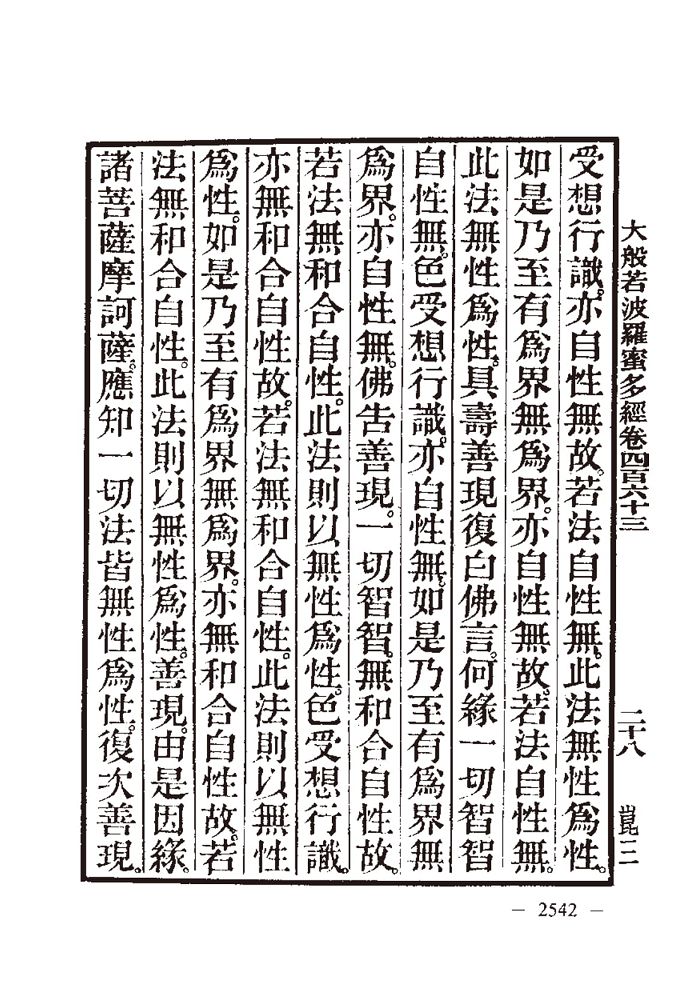 大般若波羅蜜多經卷四百六十三
二十八
崑三
受想行識。亦自性無故。若法自性無。此法無性爲性。
如是乃至有爲界無爲界。亦自性無故。若法自性無。
此法無性爲性。具壽善現復白佛言。何緣一切智智
自性無。色受想行識。亦自性無。如是乃至有爲界無
爲界。亦自性無。佛告善現。一切智智。無和合自性故。
若法無和合自性。此法則以無性爲性。色受想行識。
亦無和合自性故。若法無和合自性。此法則以無性
爲性。如是乃至有爲界無爲界。亦無和合自性故。若
法無和合自性。此法則以無性爲性。善現。由是因緣。
諸菩薩摩訶薩。應知一切法皆無性爲性。復次善現。
— 2542 —